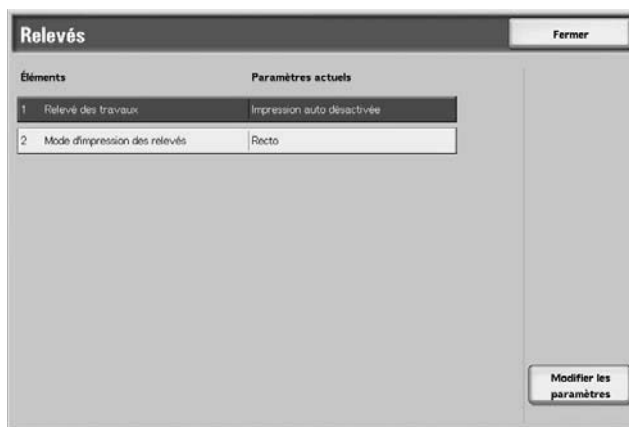 Relevés
Fermer
Éléments
Paramètres actuels
1 Relevé des travaux Impression auto désactivée
2 Mode d'impression des relevés Recto
Modifier les
paramètres